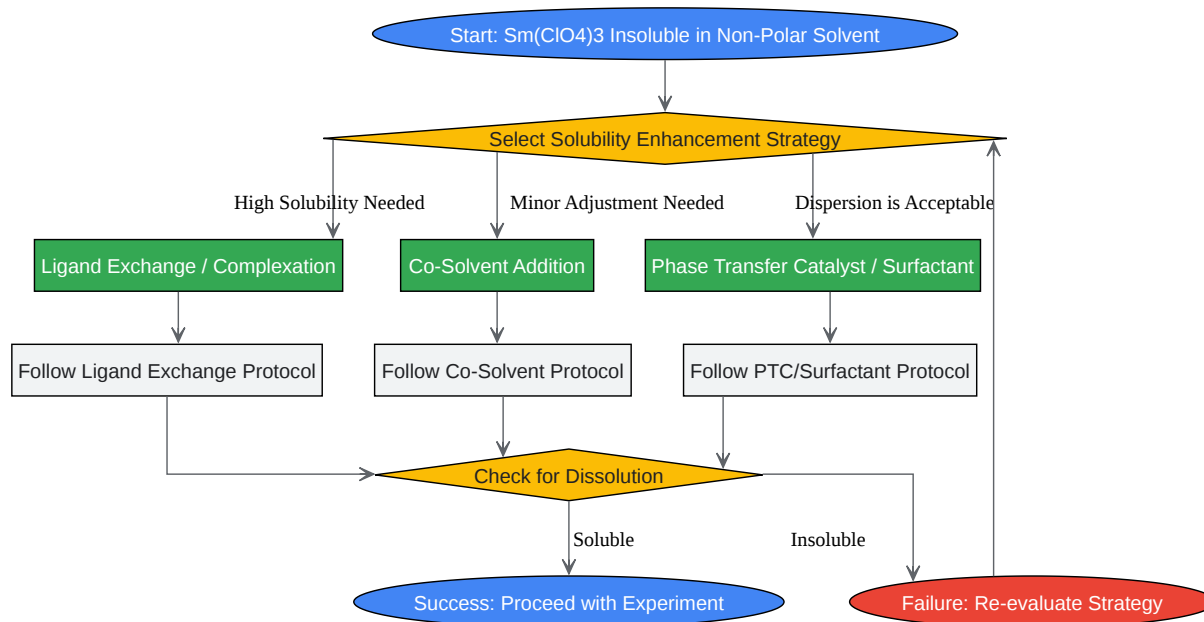 Start: Sm(ClO4)3 Insoluble in Non-Polar Solvent
Select Solubility Enhancement Strategy
High Solubility Needed
Minor Adjustment Needed
Dispersion is Acceptable
Ligand Exchange / Complexation
Co-Solvent Addition
Phase Transfer Catalyst / Surfactant
Follow Ligand Exchange Protocol
Follow Co-Solvent Protocol
Follow PTC/Surfactant Protocol
Check for Dissolution
Soluble
Insoluble
Success: Proceed with Experiment
Failure: Re-evaluate Strategy